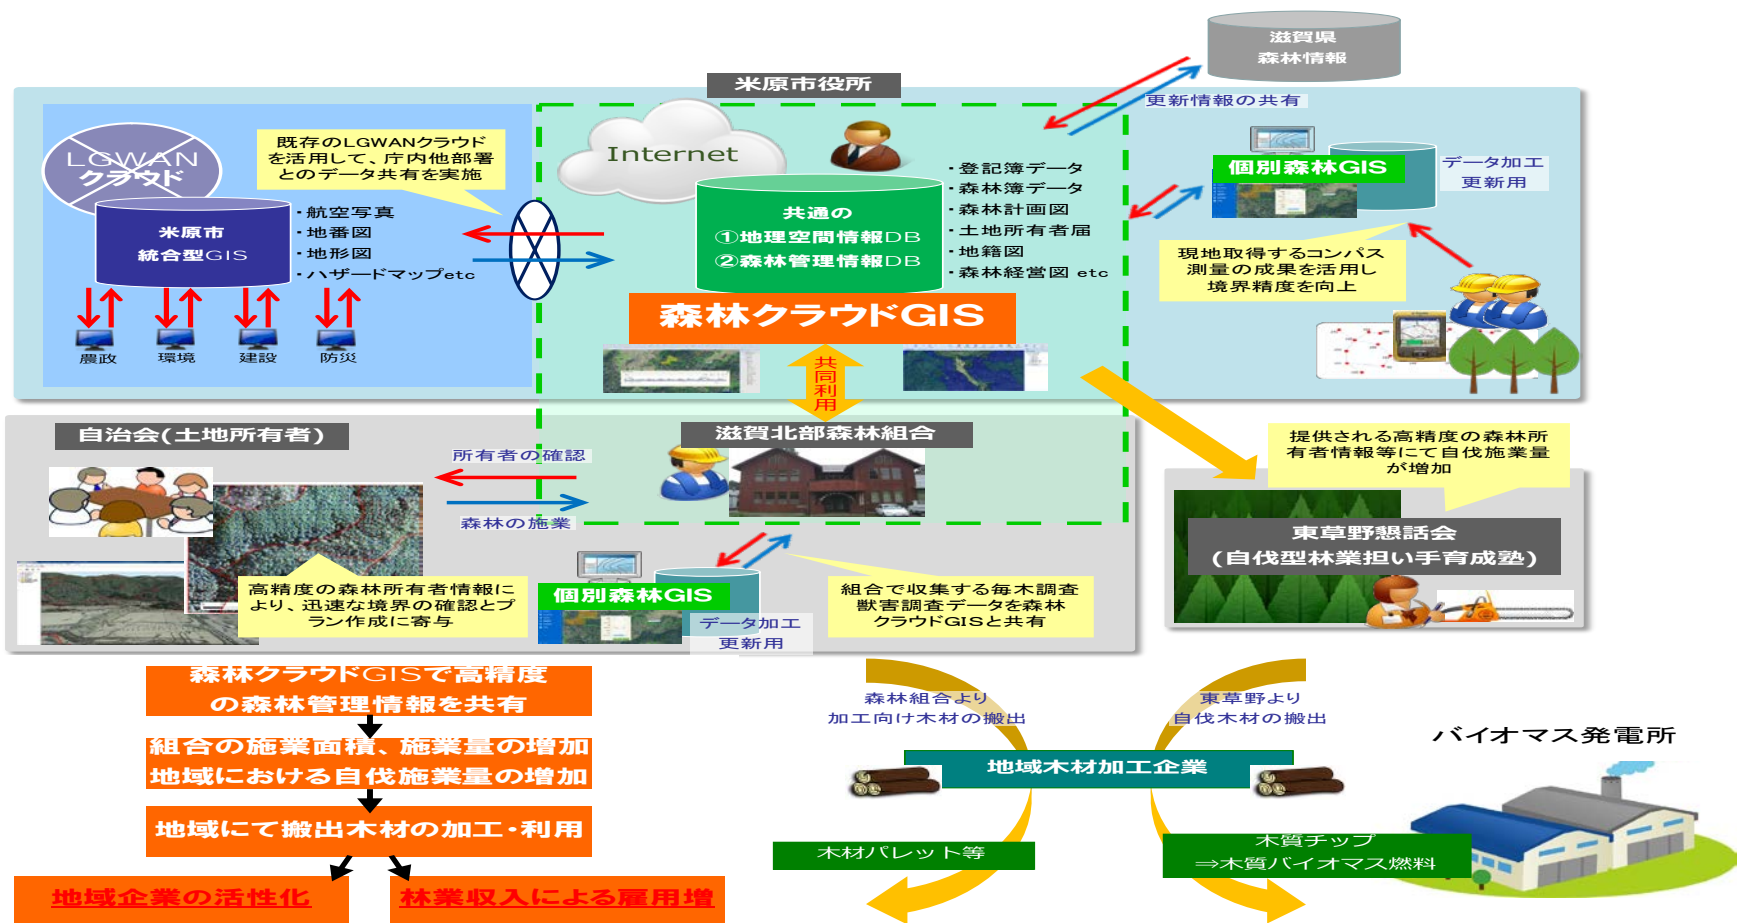 滋賀県
森林情報
米原市役所
更新情報の共有
LGWAN
クラウド
既存のLGWANクラウド
を活用して、庁内他部署
とのデータ共有を実施
Internet
・登記簿データ
・森林簿データ
・森林計画図
・土地所有者届
・地籍図
・森林経営図 etc
個別森林GIS
データ加工
更新用
米原市
統合型GIS
・航空写真
・地番図
・地形図
・ハザードマップetc
共通の
①地理空間情報DB
②森林管理情報DB
現地取得するコンパス
測量の成果を活用し
境界精度を向上
森林クラウドGIS
農政
環境
建設
防災
共同利用
自治会(土地所有者)
滋賀北部森林組合
所有者の確認
森林の施業
提供される高精度の森林所
有者情報等にて自伐施業量
が増加
東草野懇話会
(自伐型林業担い手育成塾)
高精度の森林所有者情報に
より、迅速な境界の確認とプ
ラン作成に寄与
個別森林GIS
データ加工
更新用
組合で収集する毎木調査
獣害調査データを森林
クラウドGISと共有
森林クラウドGISで高精度
の森林管理情報を共有
組合の施業面積、施業量の増加
地域における自伐施業量の増加
地域にて搬出木材の加工・利用
地域企業の活性化
林業収入による雇用増
森林組合より
加工向け木材の搬出
東草野より
自伐木材の搬出
地域木材加工企業
木材パレット等
木質チップ
⇒木質バイオマス燃料
バイオマス発電所